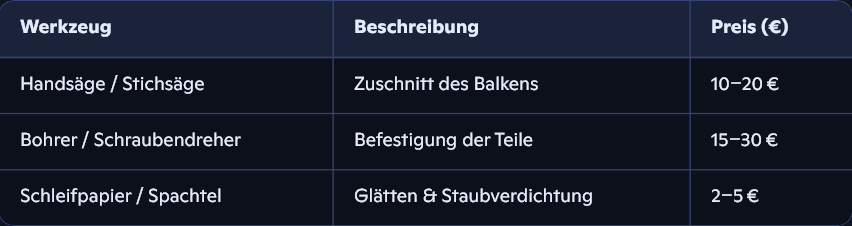 Werkzeug Beschreibung Preis (€)
Handsäge / Stichsäge Zuschnitt des Balkens 10–20 €
Bohrer / Schraubendreher Befestigung der Teile 15–30 €
Schleifpapier / Spachtel Glätten & Staubverdichtung 2–5 €